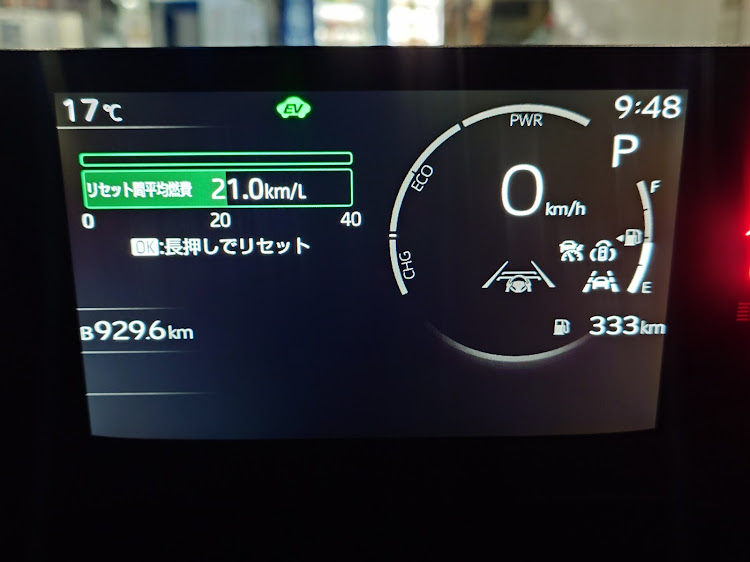 17℃
EV
9:48
PWR
P
リセット間平均燃費 21.0km/L
ECO
0 km/h
F
0 20 40
OK:長押しでリセット
CHG
E
B929.6km
333km